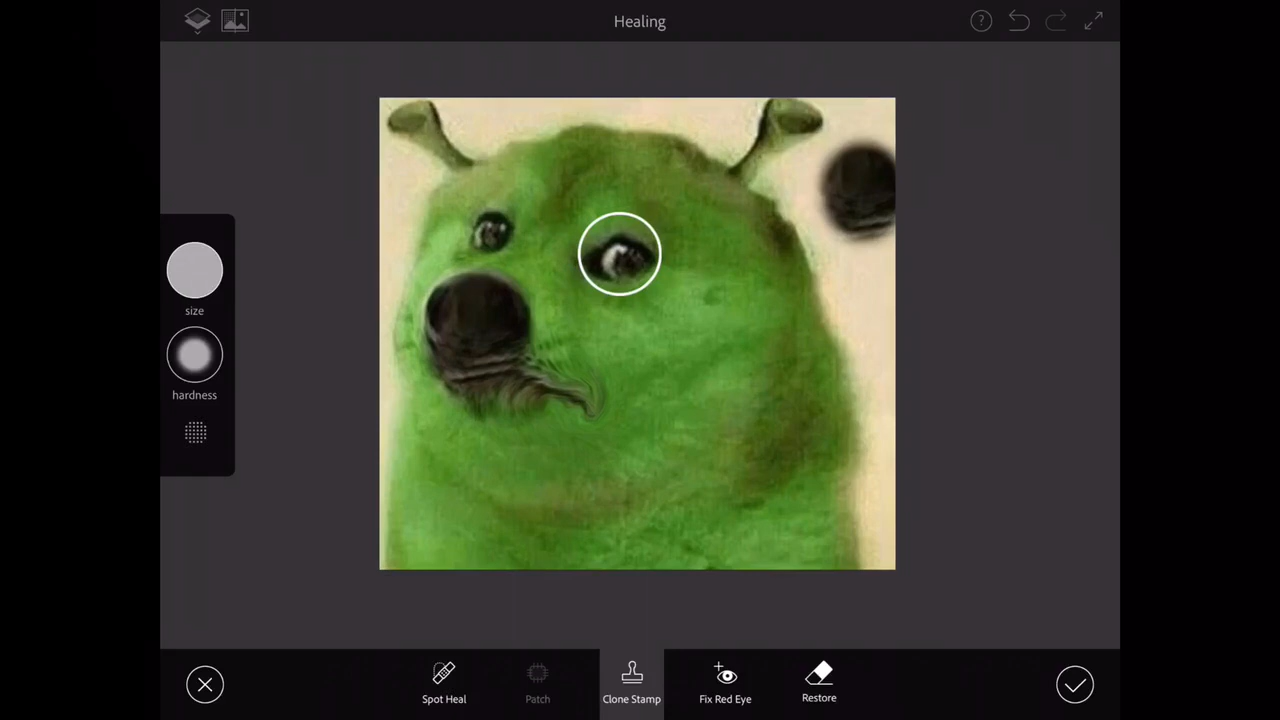 Healing
?
size
hardness
Spot Heal
Patch
Clone Stamp
Fix Red Eye
Restore